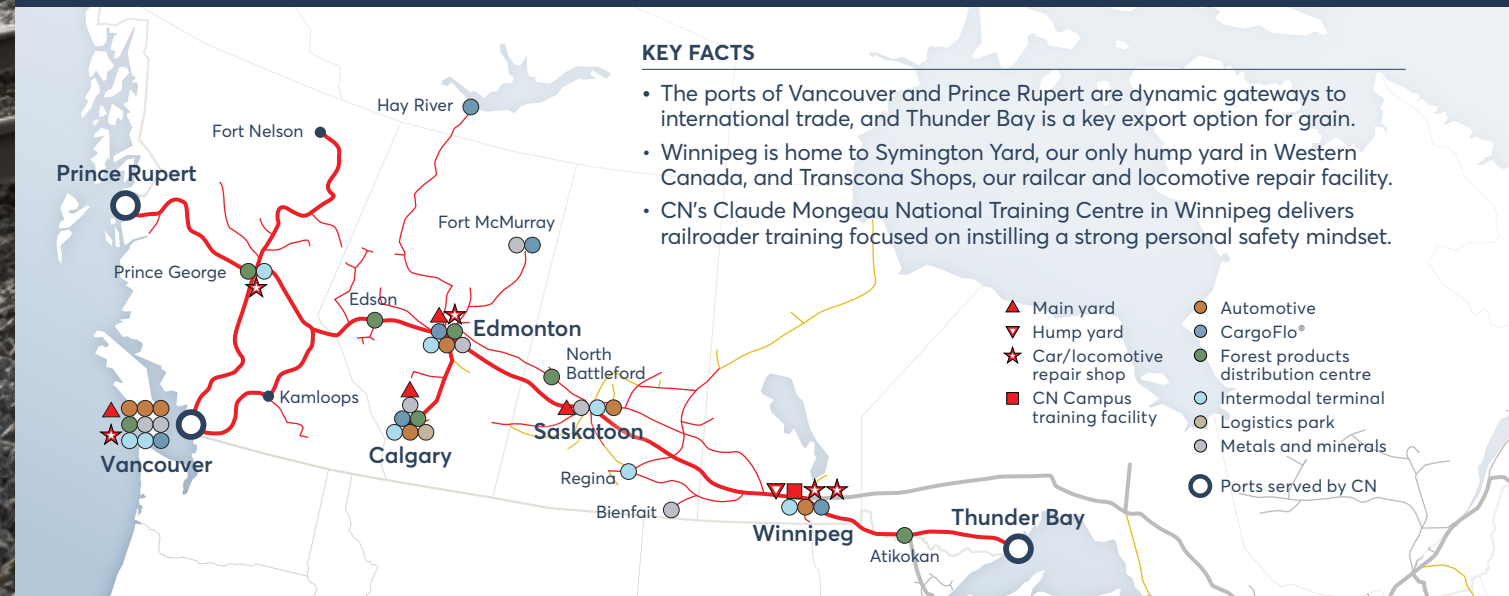 KEY FACTS
• The ports of Vancouver and Prince Rupert are dynamic gateways to
international trade, and Thunder Bay is a key export option for grain.
• Winnipeg is home to Symington Yard, our only hump yard in Western
Canada, and Transcona Shops, our railcar and locomotive repair facility.
• CN's Claude Mongeau National Training Centre in Winnipeg delivers
railroader training focused on instilling a strong personal safety mindset.
Hay River
Fort Nelson
Prince Rupert
Fort McMurray
Prince George
Edson
Edmonton
North
Battleford
Kamloops
Saskatoon
Calgary
Vancouver
Regina
Bienfait
Winnipeg
Thunder Bay
Atikokan
Main yard
Hump yard
Car/locomotive
repair shop
CN Campus
training facility
Automotive
CargoFlo®
Forest products
distribution centre
Intermodal terminal
Logistics park
Metals and minerals
Ports served by CN